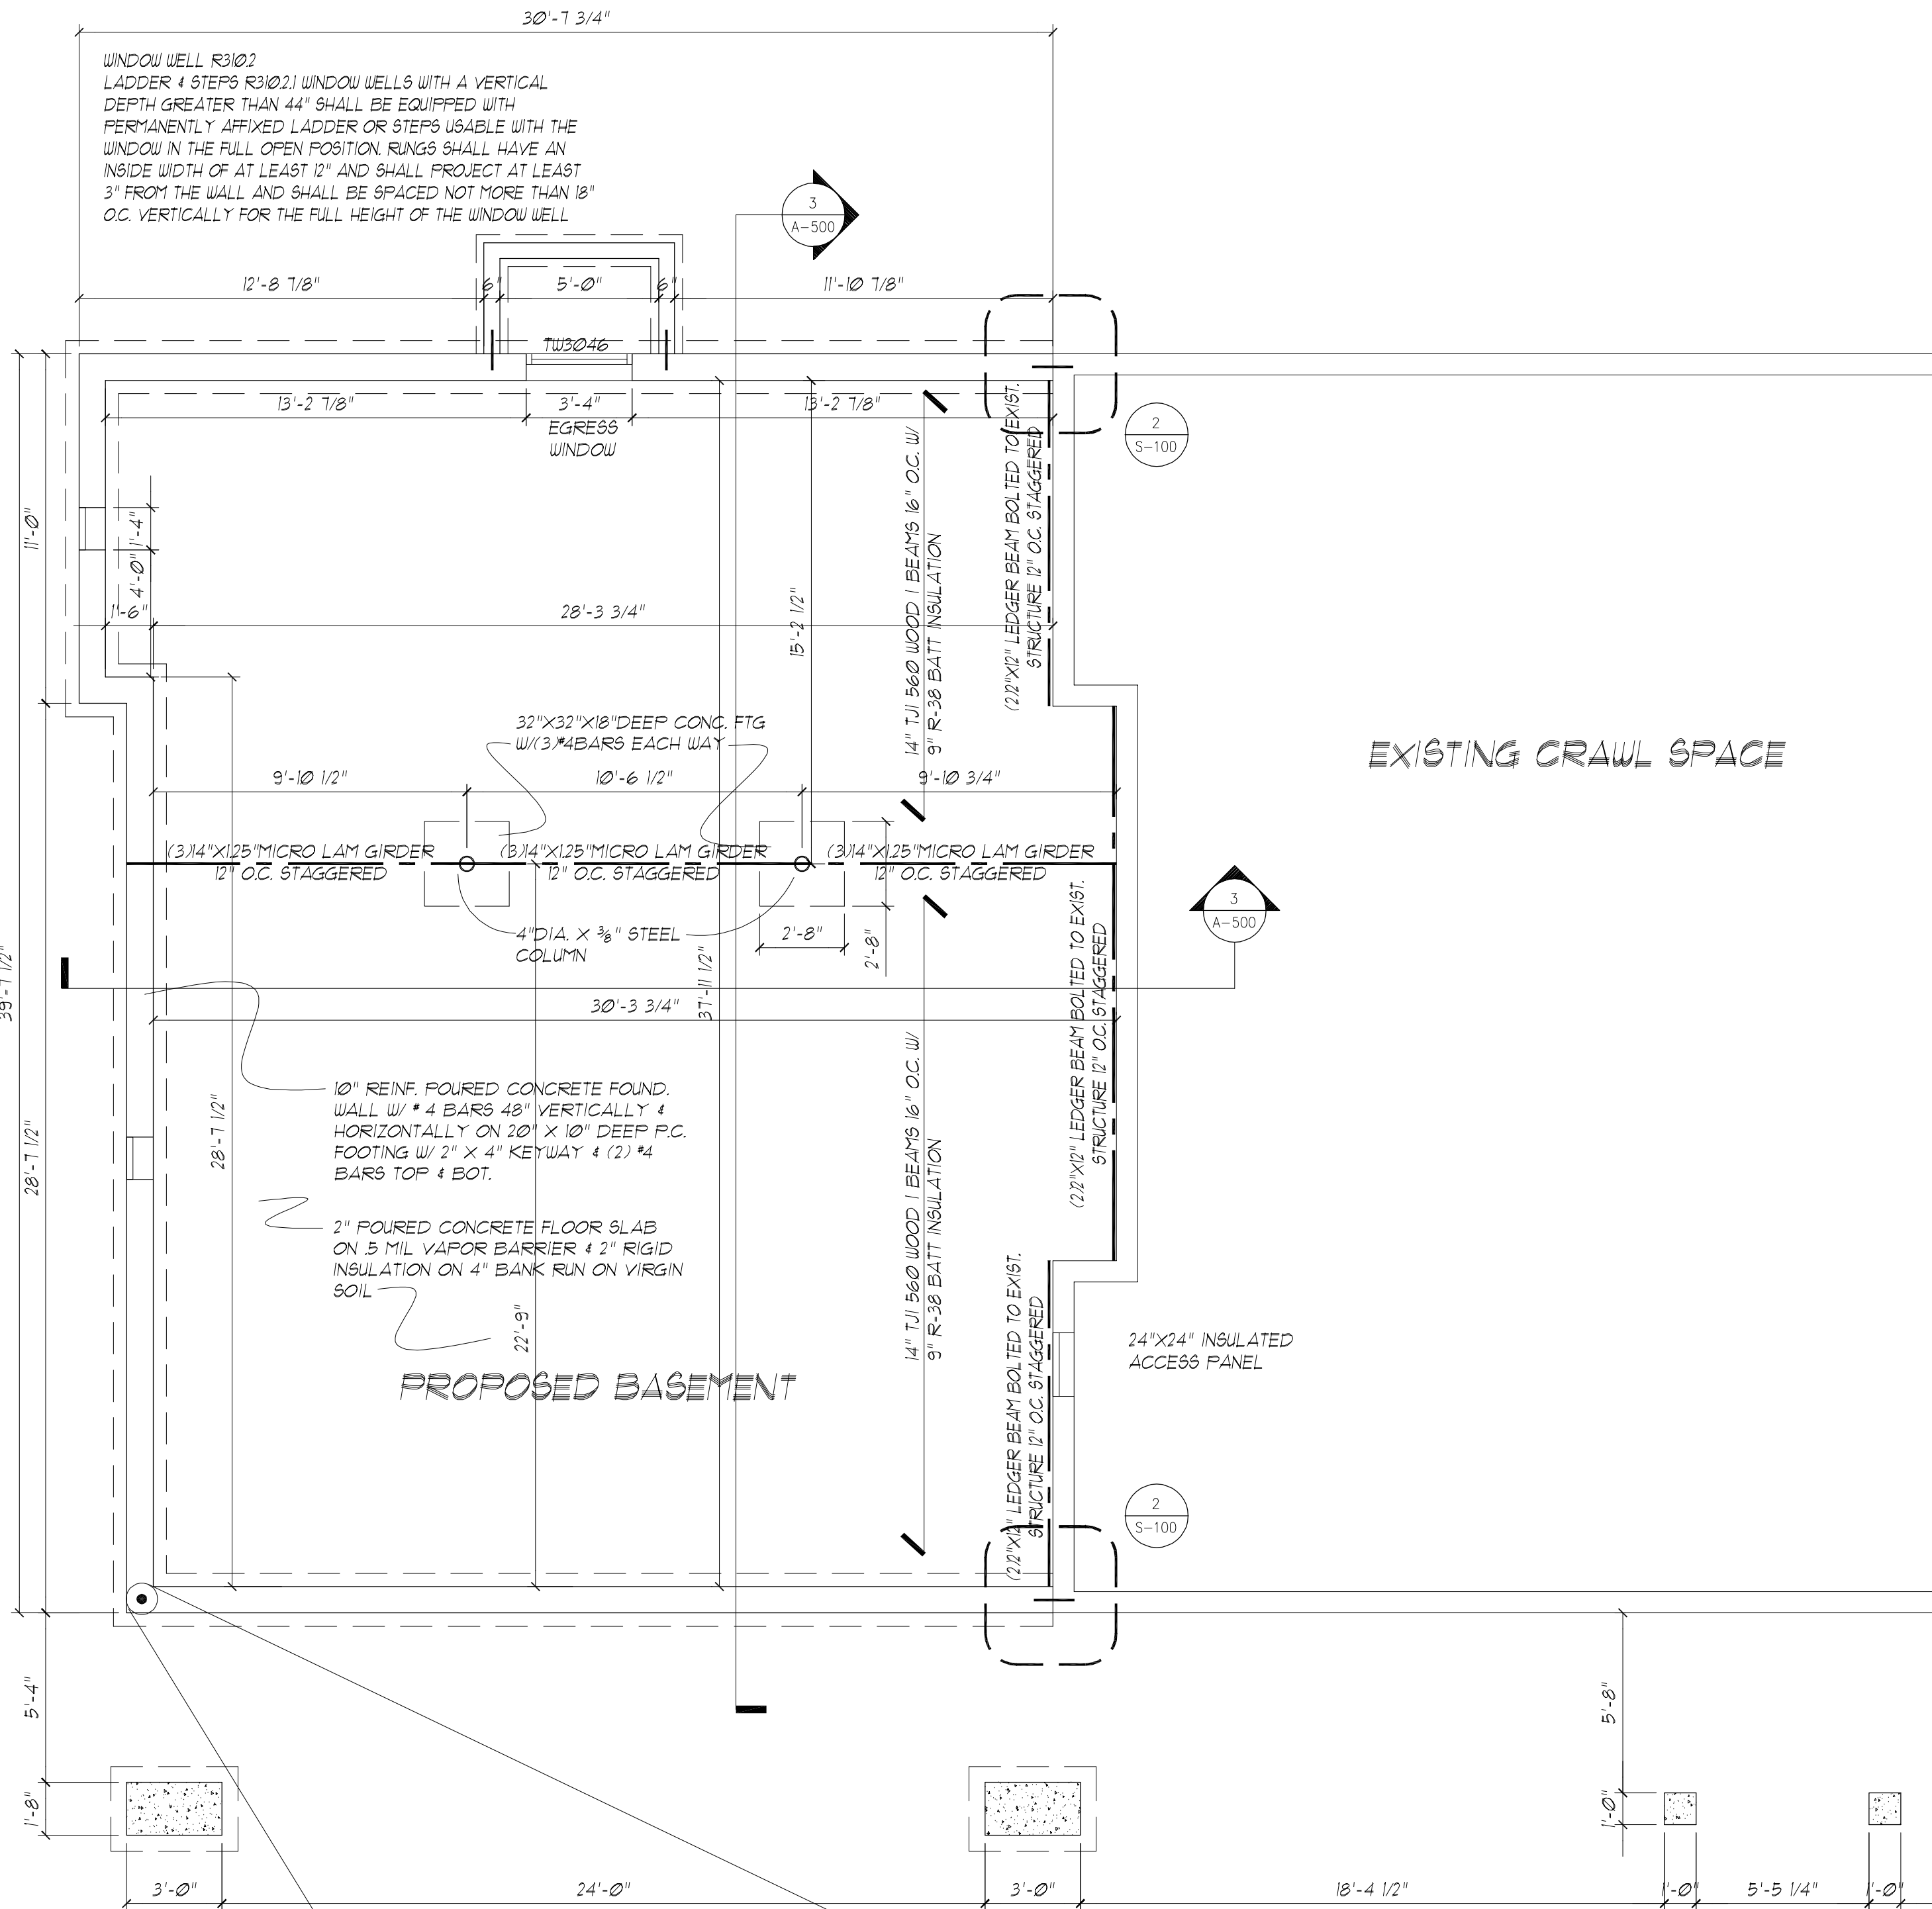 30'-7 3/4"
WINDOW WELL R310.2
LADDER & STEPS R310.2.1 WINDOW WELLS WITH A VERTICAL
DEPTH GREATER THAN 44" SHALL BE EQUIPPED WITH
PERMANENTLY AFFIXED LADDER OR STEPS USABLE WITH THE
WINDOW IN THE FULL OPEN POSITION. RUNGS SHALL HAVE AN
INSIDE WIDTH OF AT LEAST 12" AND SHALL PROJECT AT LEAST
3" FROM THE WALL AND SHALL BE SPACED NOT MORE THAN 18"
O.C. VERTICALLY FOR THE FULL HEIGHT OF THE WINDOW WELL
3
A-500
12'-8 7/8"
6"
5'-0"
6"
11'-10 7/8"
TW3046
13'-2 7/8"
3'-4"
13'-2 7/8"
EGRESS
WINDOW
2
S-100
11'-0"
1'-4"
4'-0"
1'-6"
28'-3 3/4"
15'-2 1/2"
14" TJI 560 WOOD I BEAMS 16" O.C. W/
9" R-38 BATT INSULATION
(2)2"X12" LEDGER BEAM BOLTED TO EXIST.
STRUCTURE 12" O.C. STAGGERED
32"X32"X18"DEEP CONC. FTG
W/(3)#4BARS EACH WAY
EXISTING CRAWL SPACE
9'-10 1/2"
10'-6 1/2"
9'-10 3/4"
(3)14"X1.25"MICRO LAM GIRDER
12" O.C. STAGGERED
(3)14"X1.25"MICRO LAM GIRDER
12" O.C. STAGGERED
(3)14"X1.25"MICRO LAM GIRDER
12" O.C. STAGGERED
3
A-500
4"DIA. X 3/8" STEEL
COLUMN
2'-8"
2'-8"
39'-7 1/2"
37'-11 1/2"
30'-3 3/4"
(2)2"X12" LEDGER BEAM BOLTED TO EXIST.
STRUCTURE 12" O.C. STAGGERED
10" REINF. POURED CONCRETE FOUND.
WALL W/ # 4 BARS 48" VERTICALLY &
HORIZONTALLY ON 20" X 10" DEEP P.C.
FOOTING W/ 2" X 4" KEYWAY & (2) #4
BARS TOP & BOT.
28'-7 1/2"
28'-7 1/2"
14" TJI 560 WOOD I BEAMS 16" O.C. W/
9" R-38 BATT INSULATION
2" POURED CONCRETE FLOOR SLAB
ON .5 MIL VAPOR BARRIER & 2" RIGID
INSULATION ON 4" BANK RUN ON VIRGIN
SOIL
22'-9"
(2)2"X12" LEDGER BEAM BOLTED TO EXIST.
STRUCTURE 12" O.C. STAGGERED
24"X24" INSULATED
ACCESS PANEL
PROPOSED BASEMENT
2
S-100
5'-4"
5'-8"
1'-8"
1'-0"
3'-0"
24'-0"
3'-0"
18'-4 1/2"
1'-0"
5'-5 1/4"
1'-0"